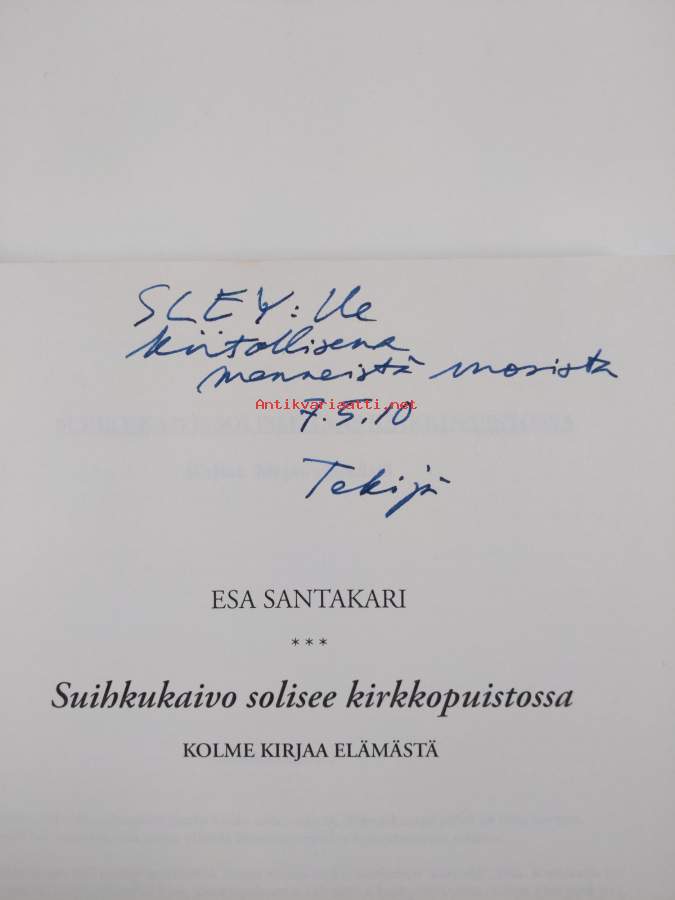 SLEY:lle
kiitollisena
menneistä vuosista
Antikvariaatti.net
7.5.10
Tekijä
ESA SANTAKARI
***
Suihkukaivo solisee kirkkopuistossa
KOLME KIRJAA ELÄMÄSTÄ